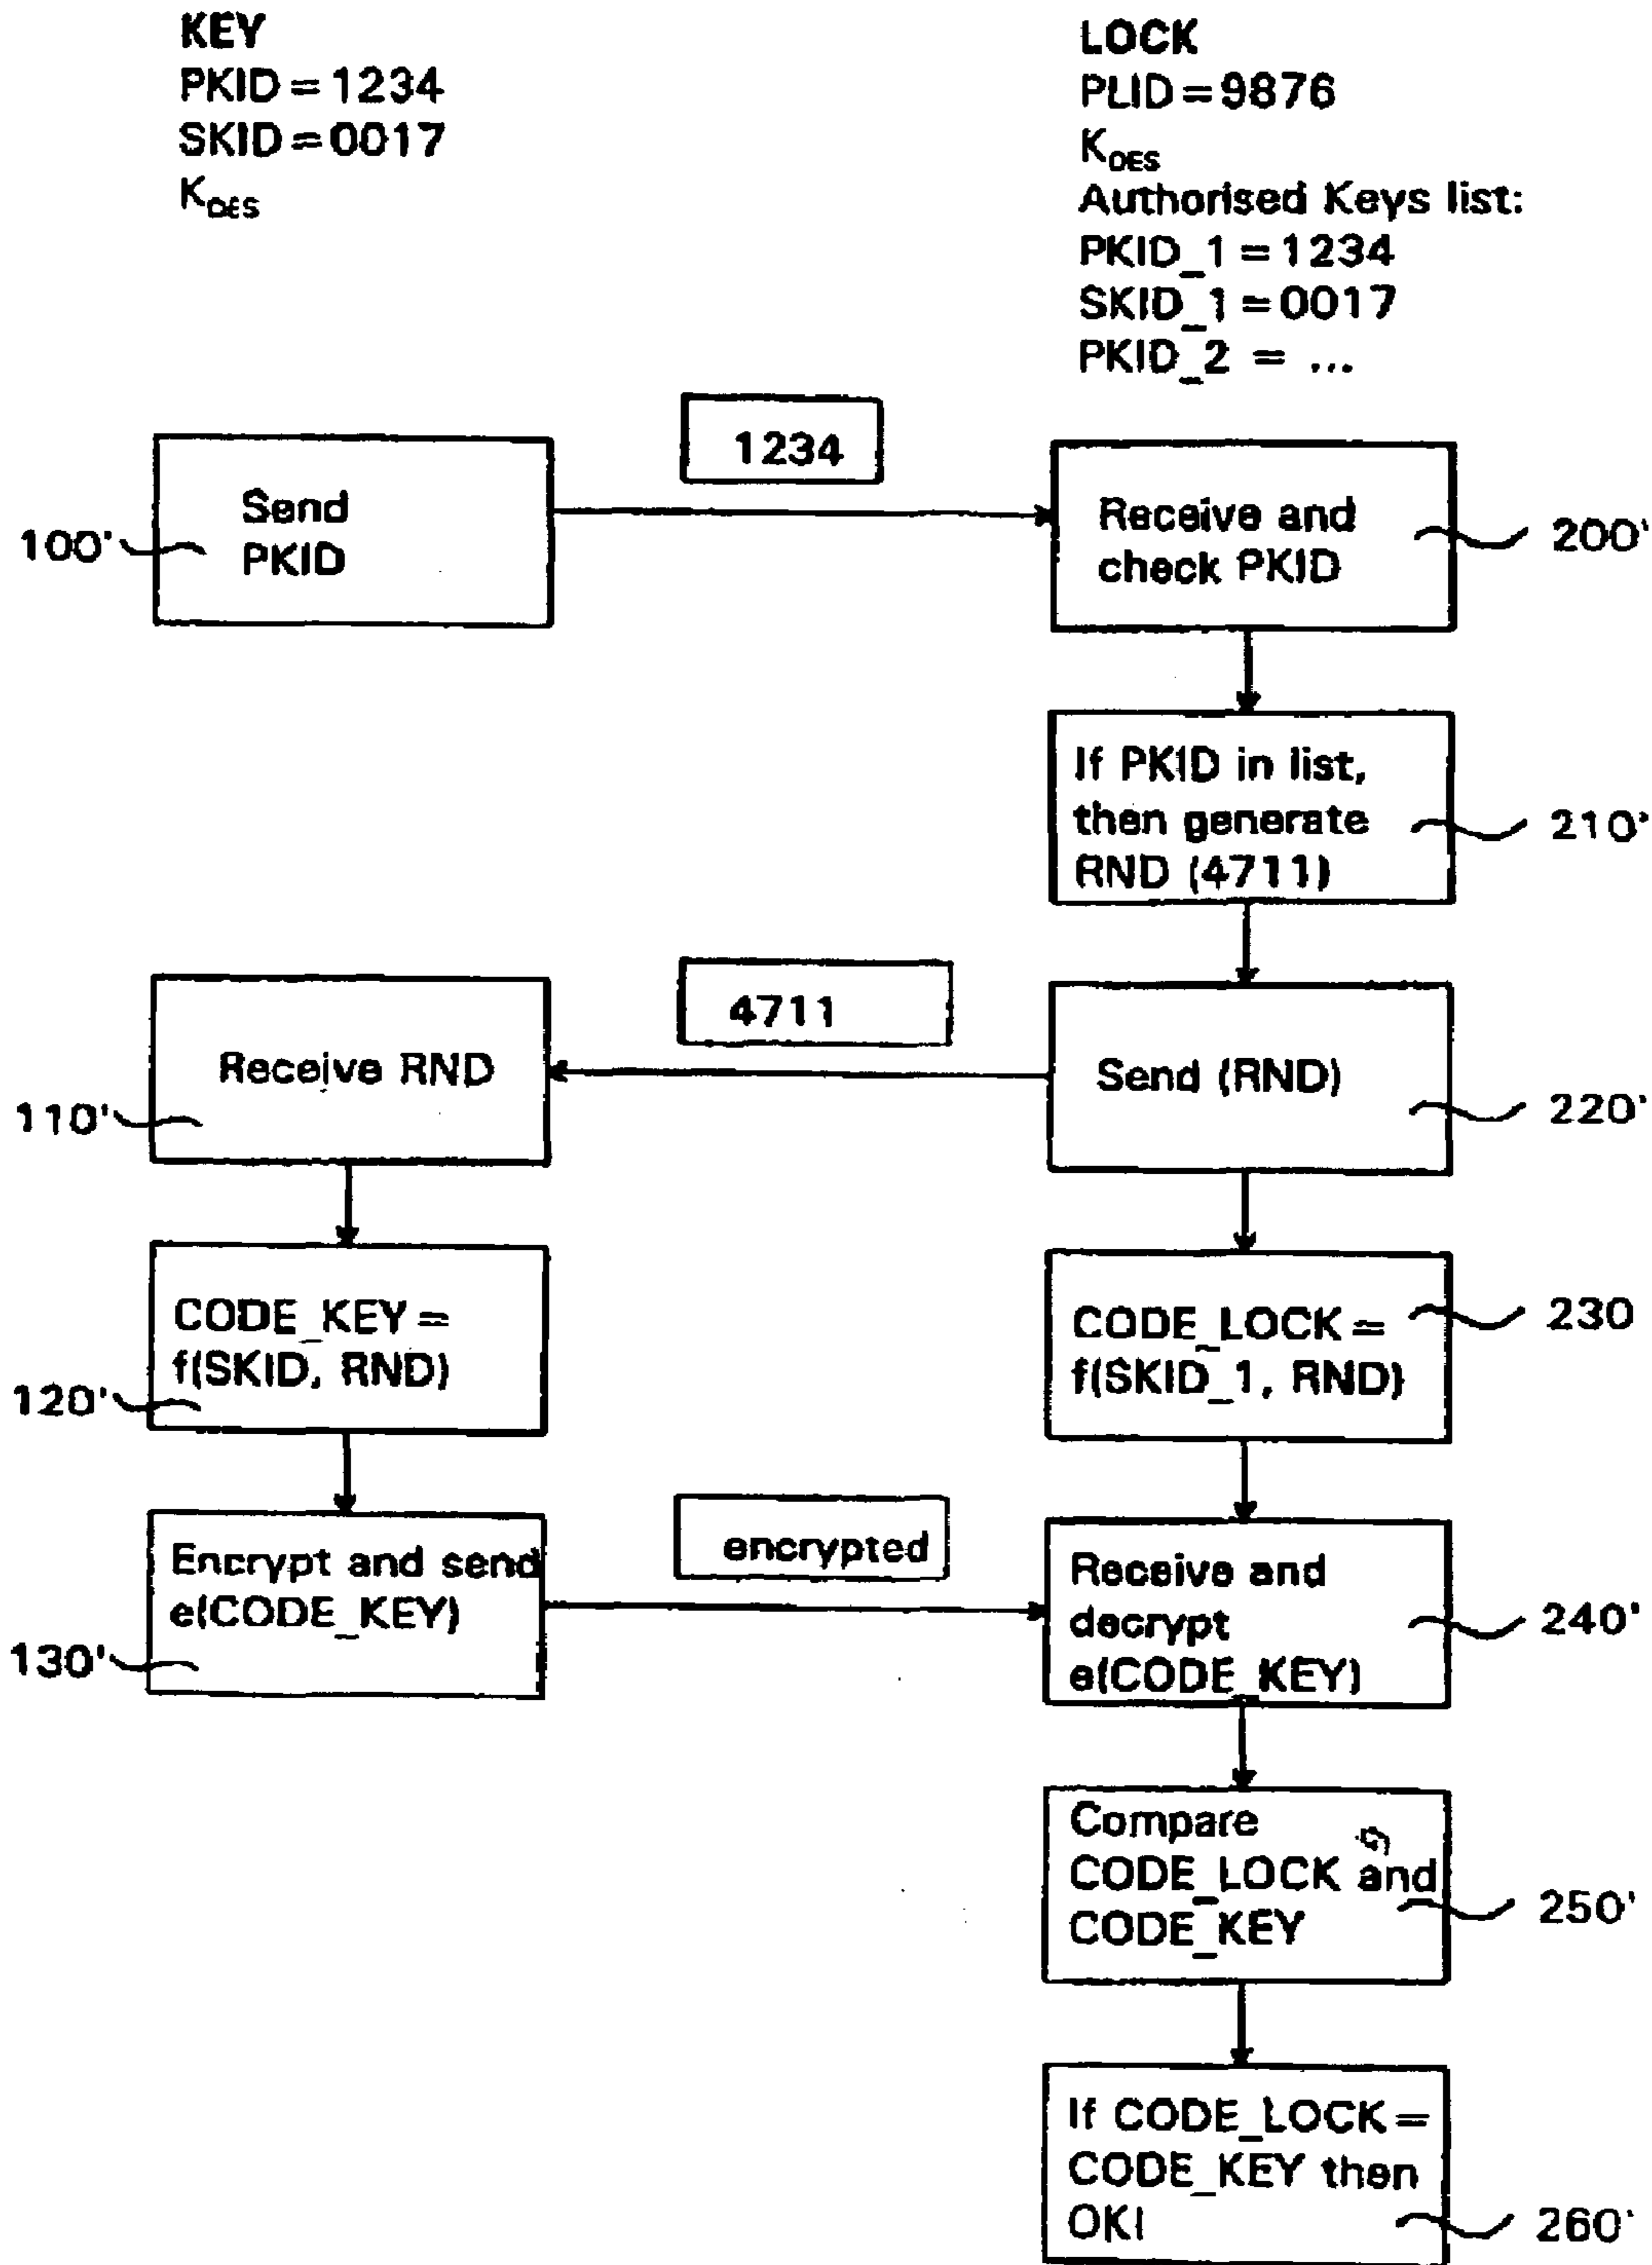 KEY
PKID = 1234
SKID = 0017
K DES
LOCK
PLID = 9876
K DES
Authorised Keys list:
PKID_1 = 1234
SKID_1 = 0017
PKID_2 = ...
1234
Send
PKID
100'
Receive and
check PKID
200'
If PKID in list,
then generate
RND (4711)
210'
4711
Receive RND
110'
Send (RND)
220'
CODE_KEY =
f(SKID, RND)
120'
CODE_LOCK =
f(SKID_1, RND)
230
encrypted
Encrypt and send
e(CODE_KEY)
130'
Receive and
decrypt
e(CODE_KEY)
240'
Compare
CODE_LOCK and
CODE_KEY
250'
If CODE_LOCK =
CODE_KEY then
OK!
260'